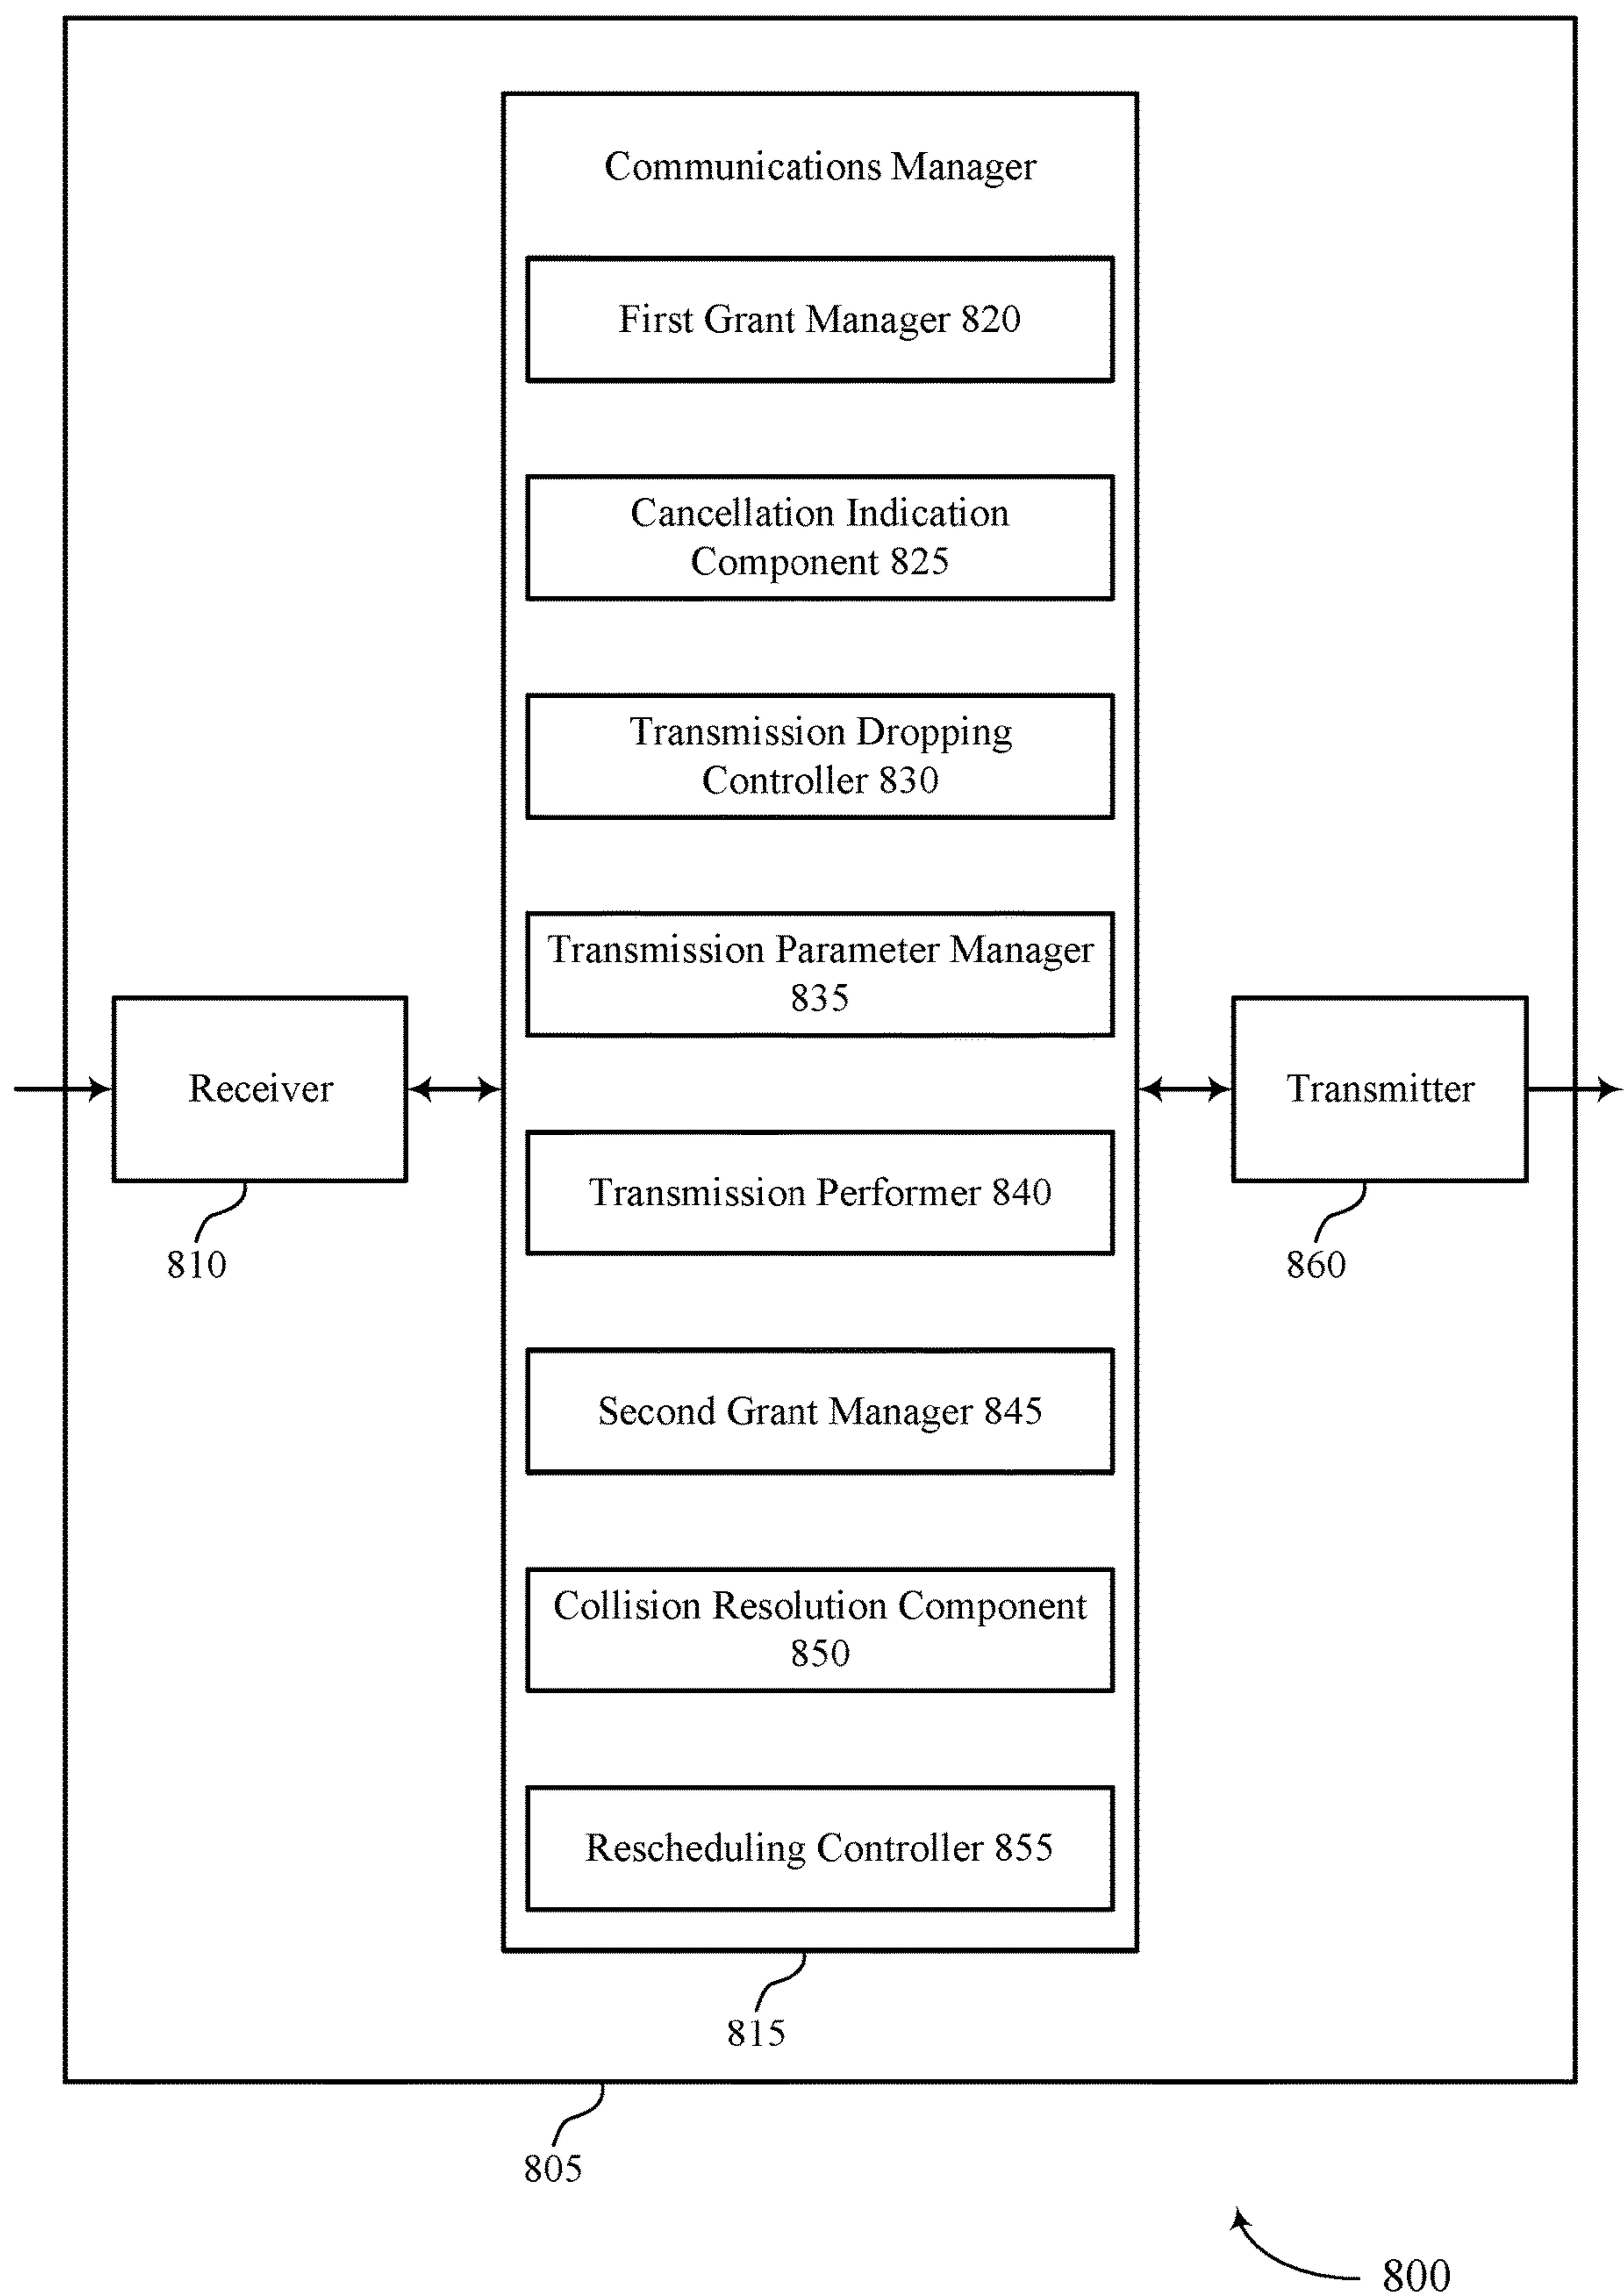 Communications Manager
First Grant Manager 820
Cancellation Indication
Component 825
Transmission Dropping
Controller 830
Transmission Parameter Manager
835
Receiver
Transmitter
Transmission Performer 840
810
860
Second Grant Manager 845
Collision Resolution Component
850
Rescheduling Controller 855
815
805
800